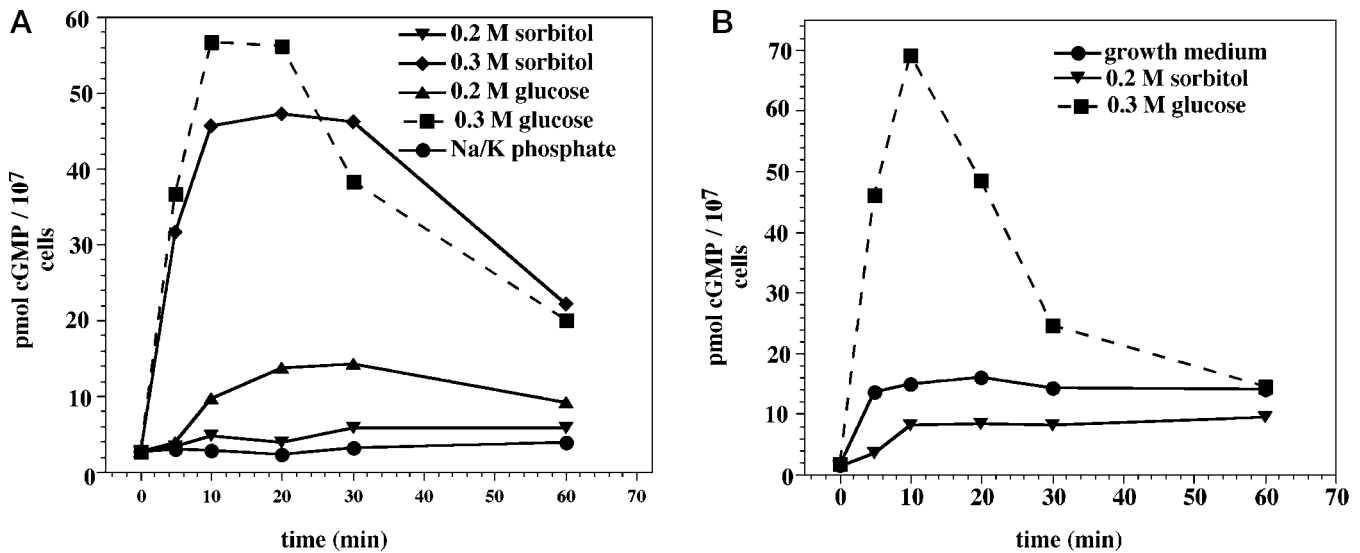 A
60
50
40
30
20
10
0
pmol cGMP / 10⁷
cells
0.2 M sorbitol
0.3 M sorbitol
0.2 M glucose
0.3 M glucose
Na/K phosphate
0 10 20 30 40 50 60 70
time (min)
B
70
60
50
40
30
20
10
0
pmol cGMP / 10⁷
cells
growth medium
0.2 M sorbitol
0.3 M glucose
0 10 20 30 40 50 60 70
time (min)